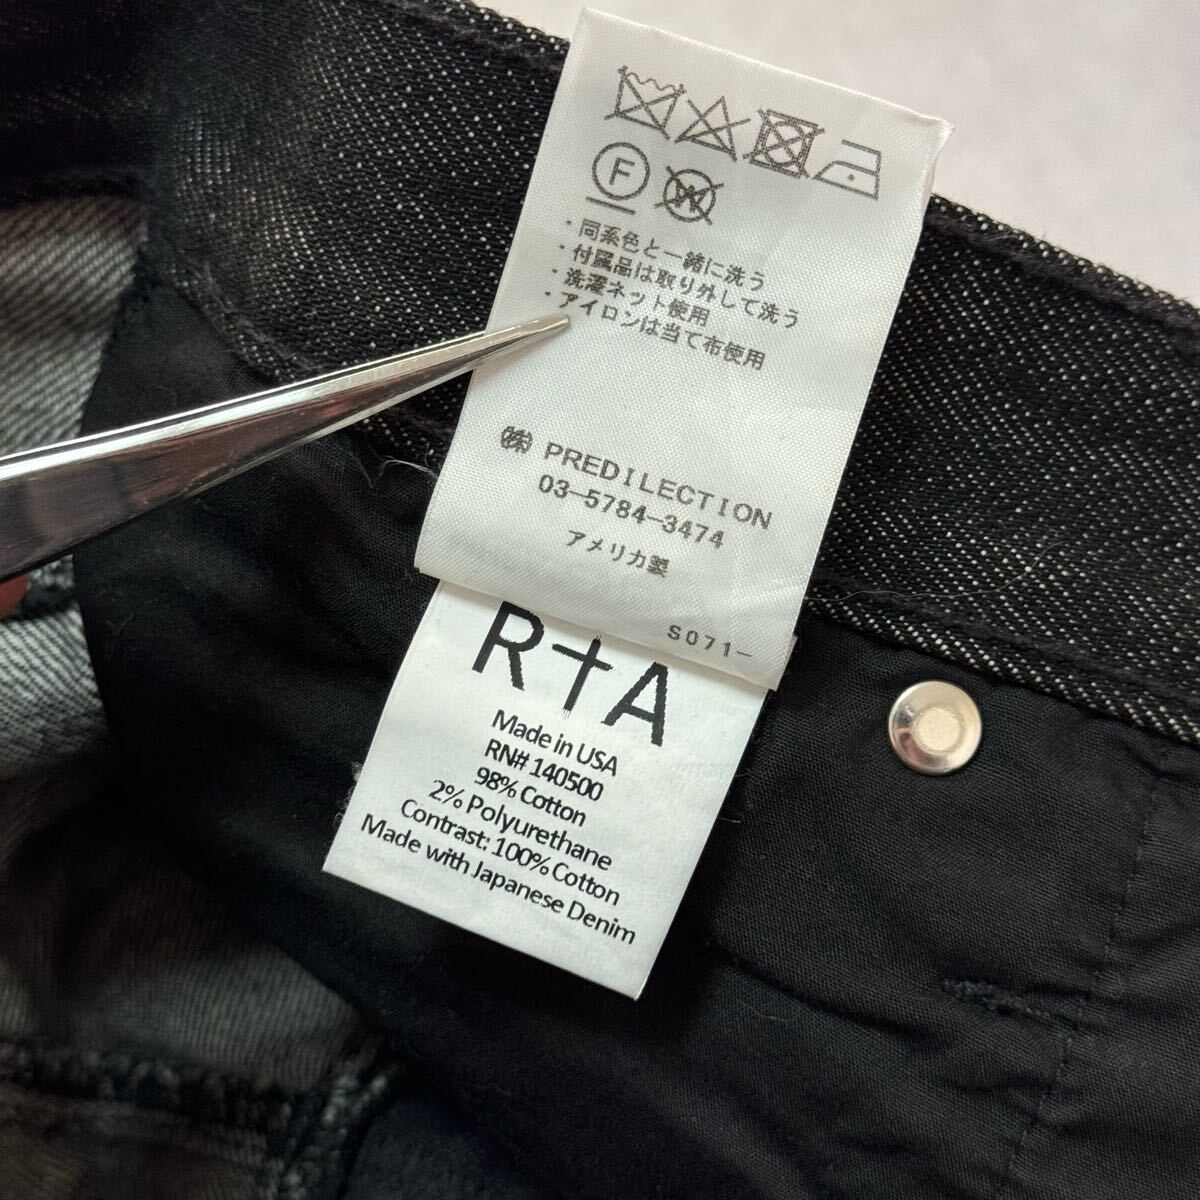 F
W
・同系色と一緒に洗う
・付属品は取り外して洗う
・洗濯ネット使用
・アイロンは当て布使用
㈱ PREDILECTION
03-5784-3474
アメリカ製
S071-
R†A
Made in USA
RN# 140500
98% Cotton
2% Polyurethane
Contrast: 100% Cotton
Made with Japanese Denim